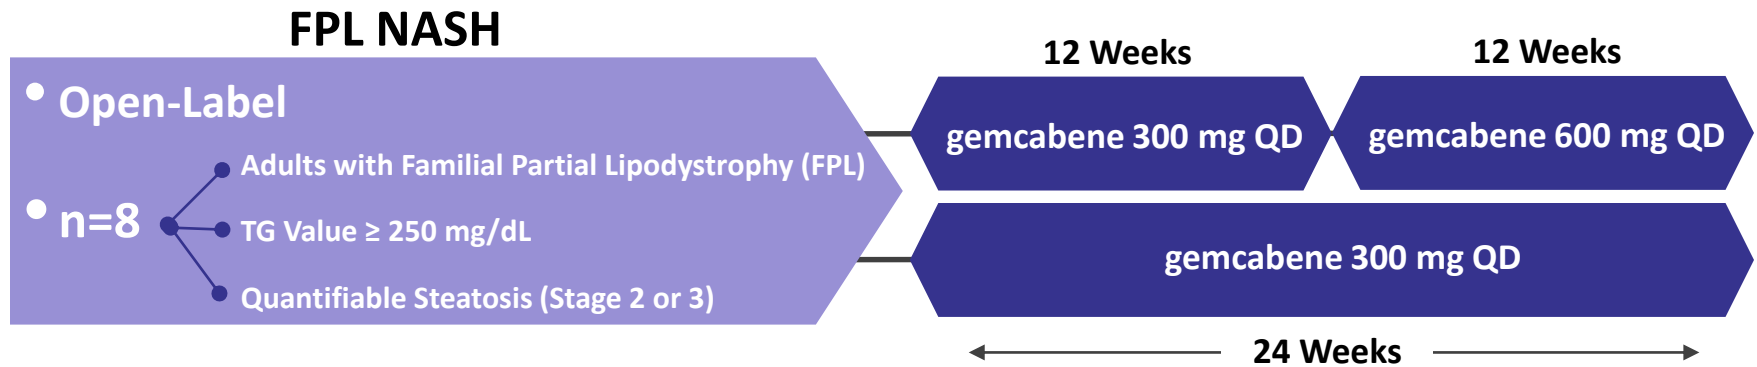 FPL NASH
• Open-Label
• n=8
Adults with Familial Partial Lipodystrophy (FPL)
TG Value ≥ 250 mg/dL
Quantifiable Steatosis (Stage 2 or 3)
12 Weeks
12 Weeks
gemcabene 300 mg QD
gemcabene 600 mg QD
gemcabene 300 mg QD
24 Weeks